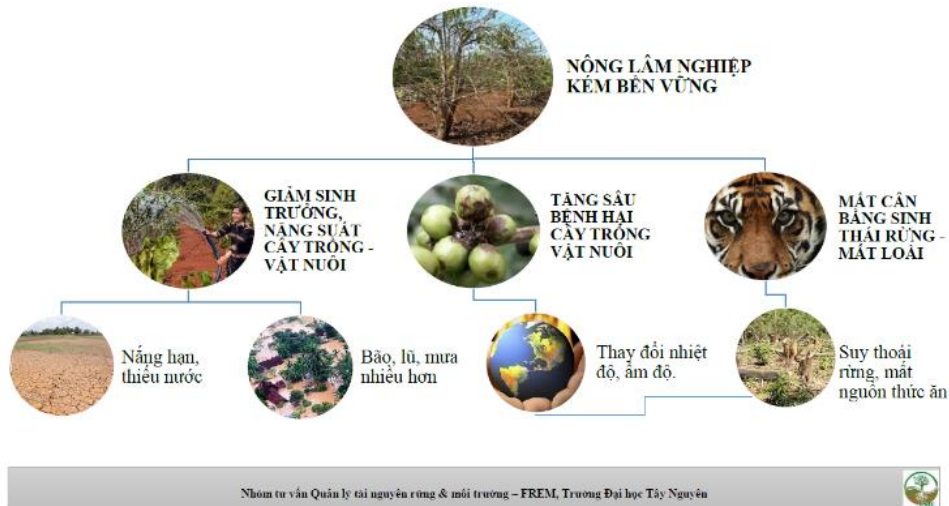 NÔNG LÂM NGHIỆP
KÉM BỀN VỮNG
GIẢM SINH
TRƯỞNG,
NĂNG SUẤT
CÂY TRỒNG -
VẬT NUÔI
TĂNG SÂU
BỆNH HẠI
CÂY TRỒNG
VẬT NUÔI
MẤT CÂN
BẰNG SINH
THÁI RỪNG -
MẤT LOÀI
Nắng hạn,
thiếu nước
Bão, lũ, mưa
nhiều hơn
Thay đổi nhiệt
độ, ẩm độ.
Suy thoái
rừng, mất
nguồn thức ăn
Nhóm tư vấn Quản lý tài nguyên rừng & môi trường – FREM, Trường Đại học Tây Nguyên